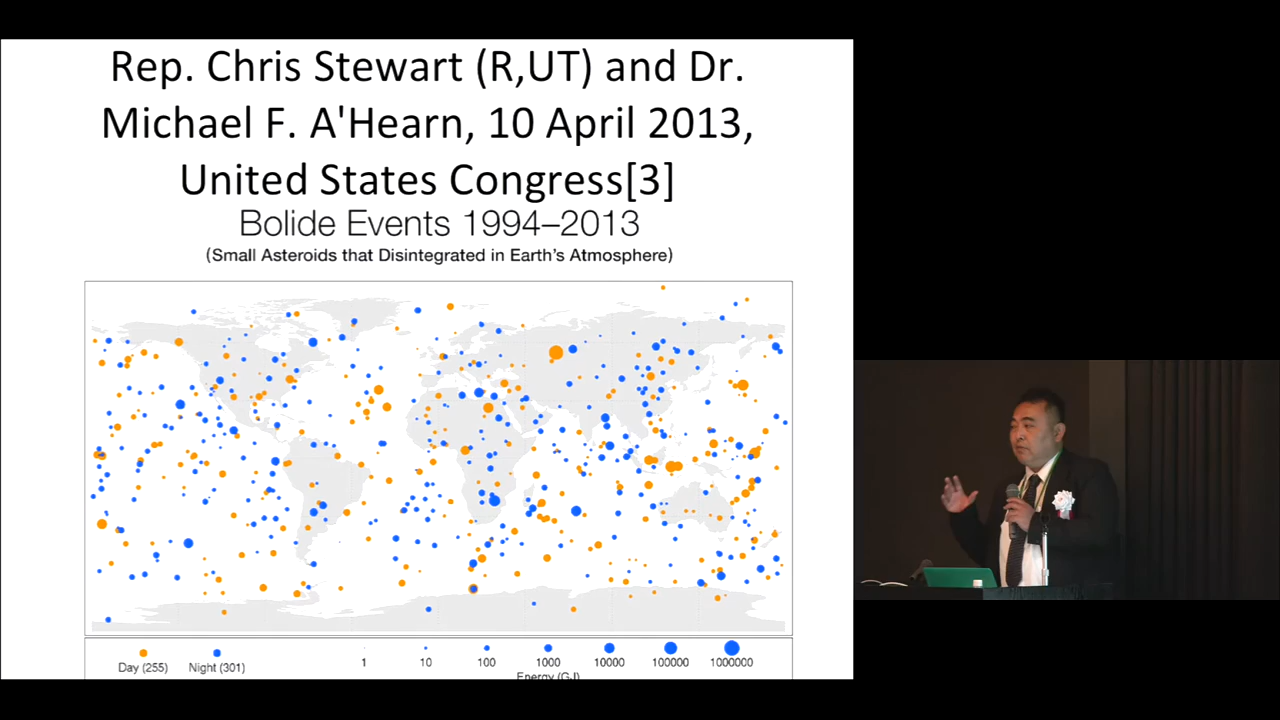 Rep. Chris Stewart (R,UT) and Dr.
Michael F. A'Hearn, 10 April 2013,
United States Congress[3]
Bolide Events 1994–2013
(Small Asteroids that Disintegrated in Earth's Atmosphere)
Day (255) Night (301) 1 10 100 1000 10000 100000 1000000
Energy (GJ)